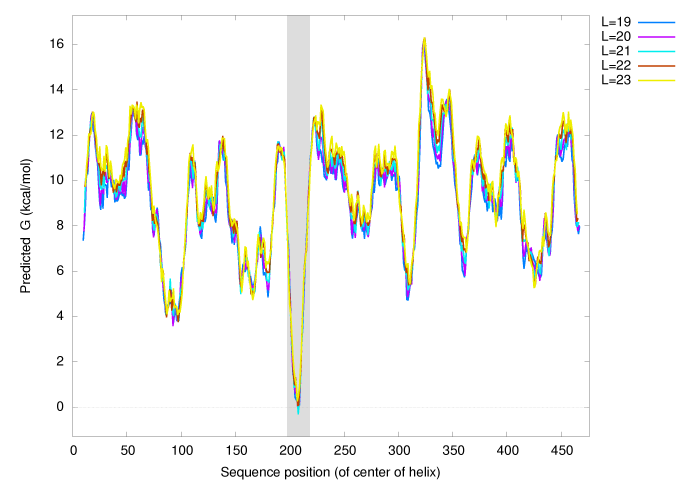 L=19
L=20
L=21
L=22
L=23
16
14
12
10
8
6
4
2
0
Predicted G (kcal/mol)
0 50 100 150 200 250 300 350 400 450
Sequence position (of center of helix)